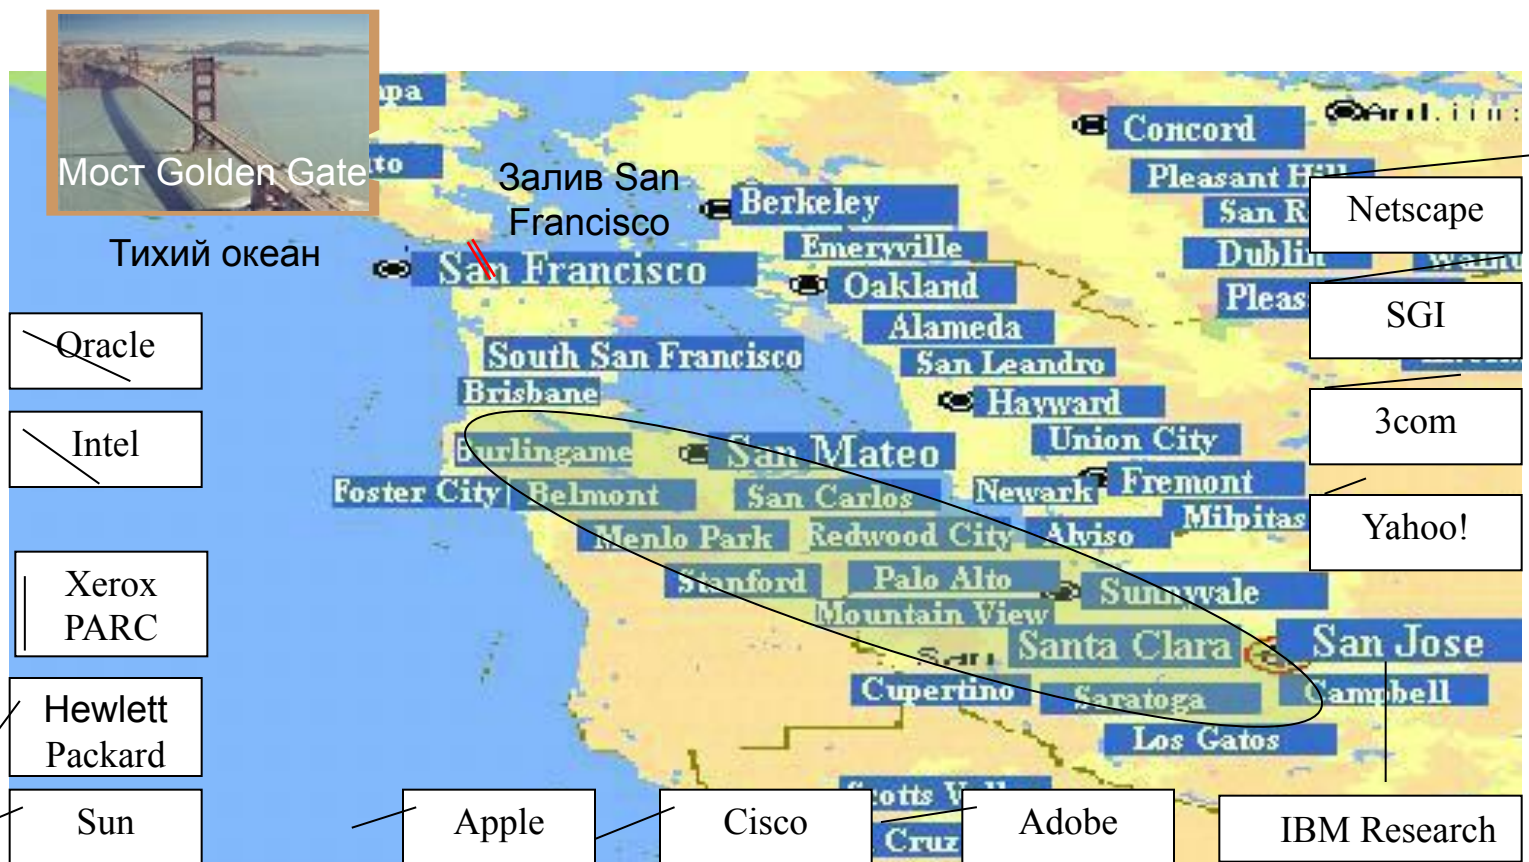 Мост Golden Gate
Тихий океан
Залив San
Francisco
Concord
Pleasant
Netscape
Berkeley
San
Emeryville
Dublin
San Francisco
Oakland
SGI
Oracle
Alameda
South San Francisco
San Leandro
Brisbane
Hayward
3com
Intel
Burlingame
San Mateo
Union City
Foster City
Belmont
San Carlos
Newark
Fremont
Menlo Park
Redwood City
Alviso
Milpitas
Yahoo!
Xerox
PARC
Stanford
Palo Alto
Sunnyvale
Mountain View
Santa Clara
San Jose
Cupertino
Saratoga
Campbell
Hewlett
Packard
Los Gatos
Sun
Apple
Cisco
Adobe
IBM Research
Cruz